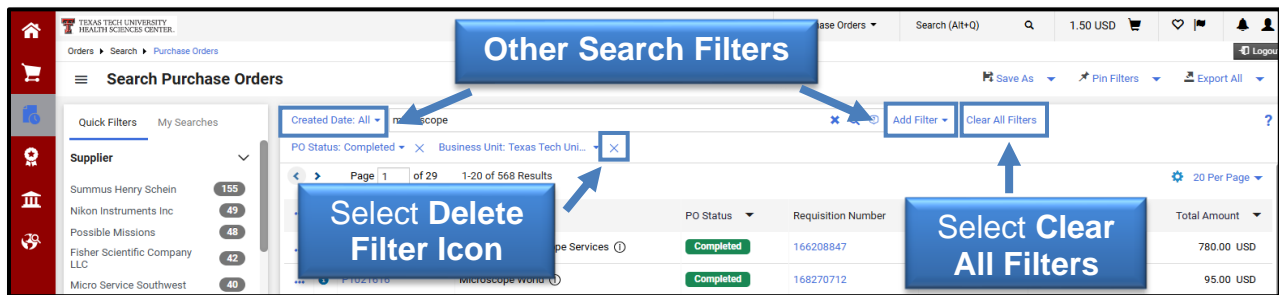 TEXAS TECH UNIVERSITY
HEALTH SCIENCES CENTER.
Orders Search Purchase Orders
Search Purchase Orders
Orders
Search (Alt+Q)
1.50 USD
Logou
Save As
Pin Filters
Export All
Other Search Filters
Quick Filters My Searches
Created Date: All
Add Filter
Clear All Filters
?
PO Status: Completed Business Unit: Texas Tech Uni...
Page 1 of 29 1-20 of 568 Results
20 Per Page
Supplier
Summus Henry Schein 155
Nikon Instruments Inc 49
Possible Missions 48
Fisher Scientific Company
LLC 42
Micro Service Southwest 40
Select Delete
Filter Icon
Select Clear
All Filters
PO Status Requisition Number Total Amount
Services Completed 166208847 780.00 USD
Microscope World Completed 168270712 95.00 USD